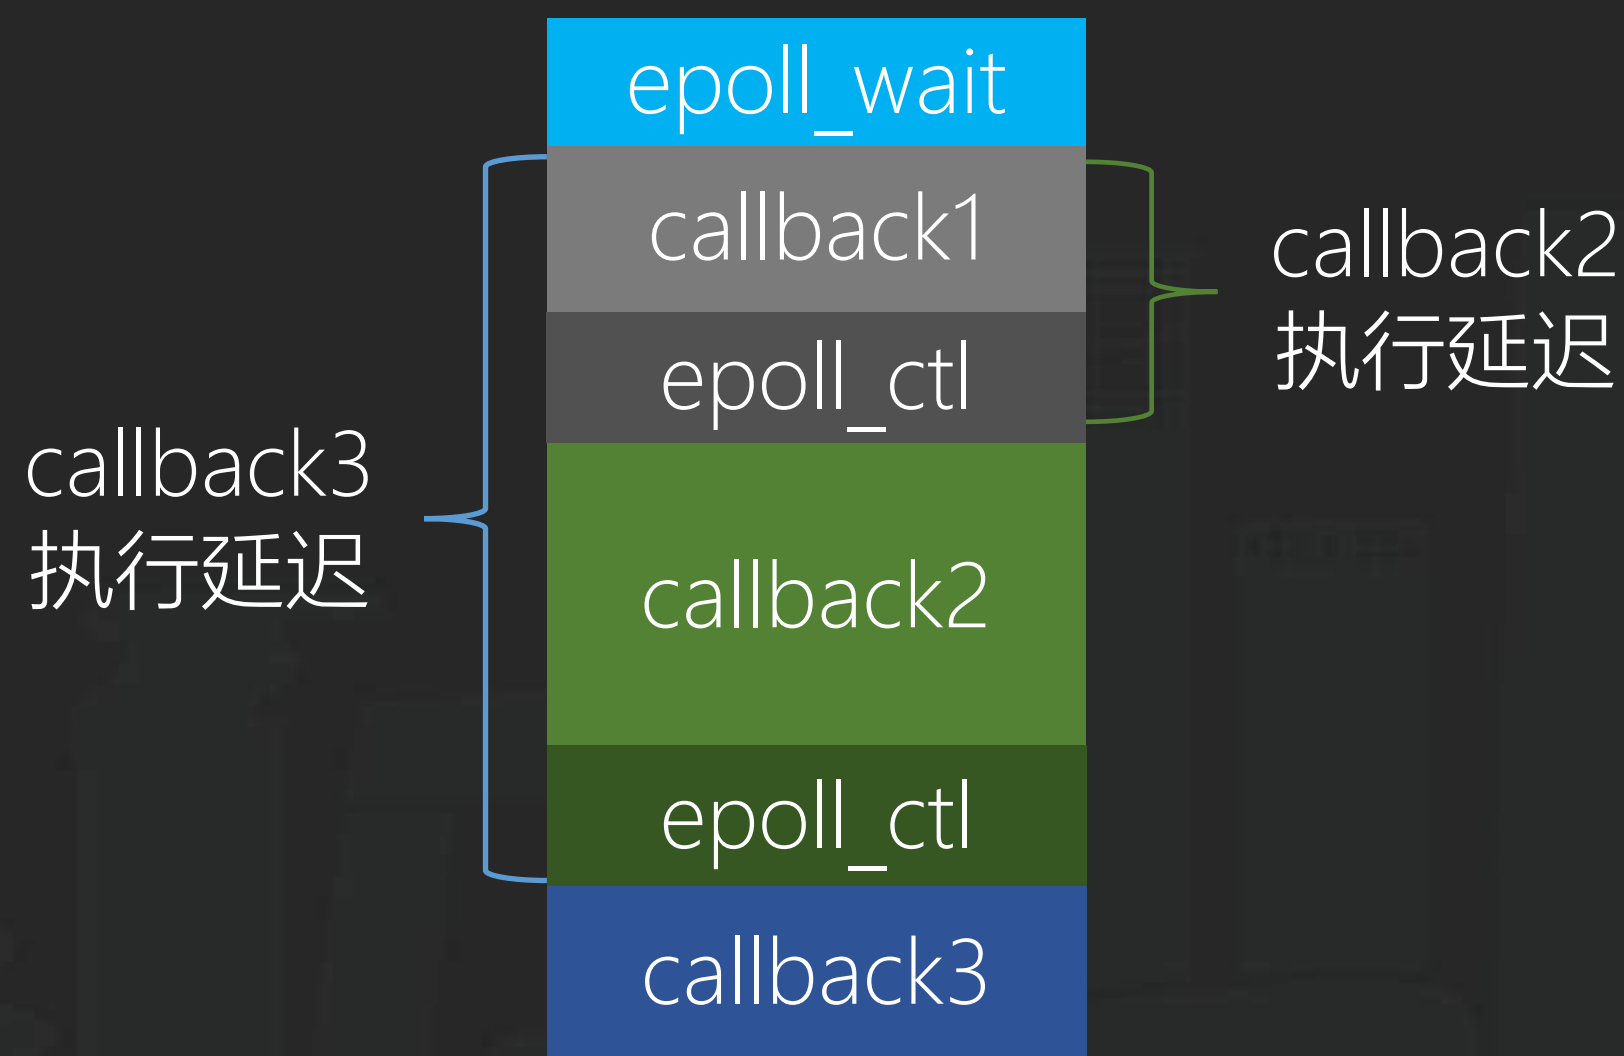 epoll_wait
callback1
epoll_ctl
callback2
执行延迟
callback3
执行延迟
callback2
epoll_ctl
callback3